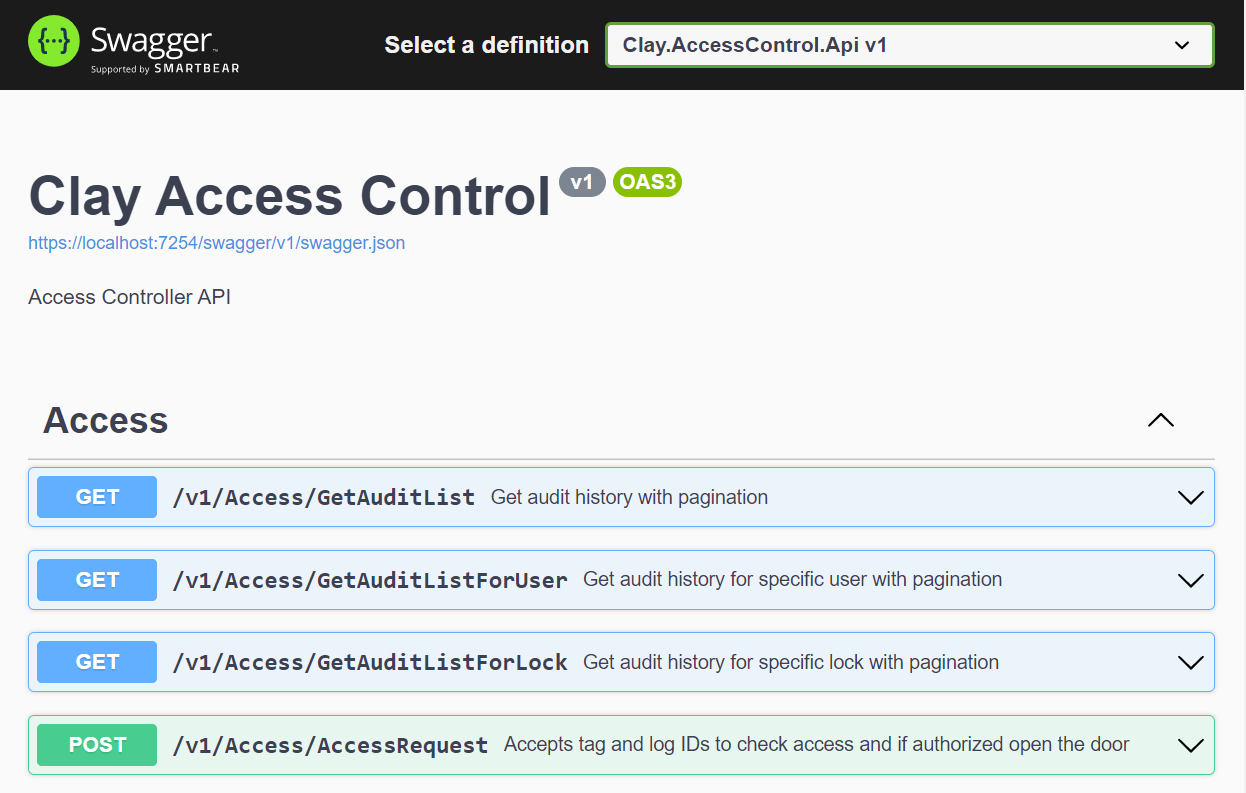 Swagger™
Supported by SMARTBEAR
Select a definition
Clay.AccessControl.Api v1
Clay Access Control v1 OAS3
https://localhost:7254/swagger/v1/swagger.json
Access Controller API
Access
GET /v1/Access/GetAuditList Get audit history with pagination
GET /v1/Access/GetAuditListForUser Get audit history for specific user with pagination
GET /v1/Access/GetAuditListForLock Get audit history for specific lock with pagination
POST /v1/Access/AccessRequest Accepts tag and log IDs to check access and if authorized open the door